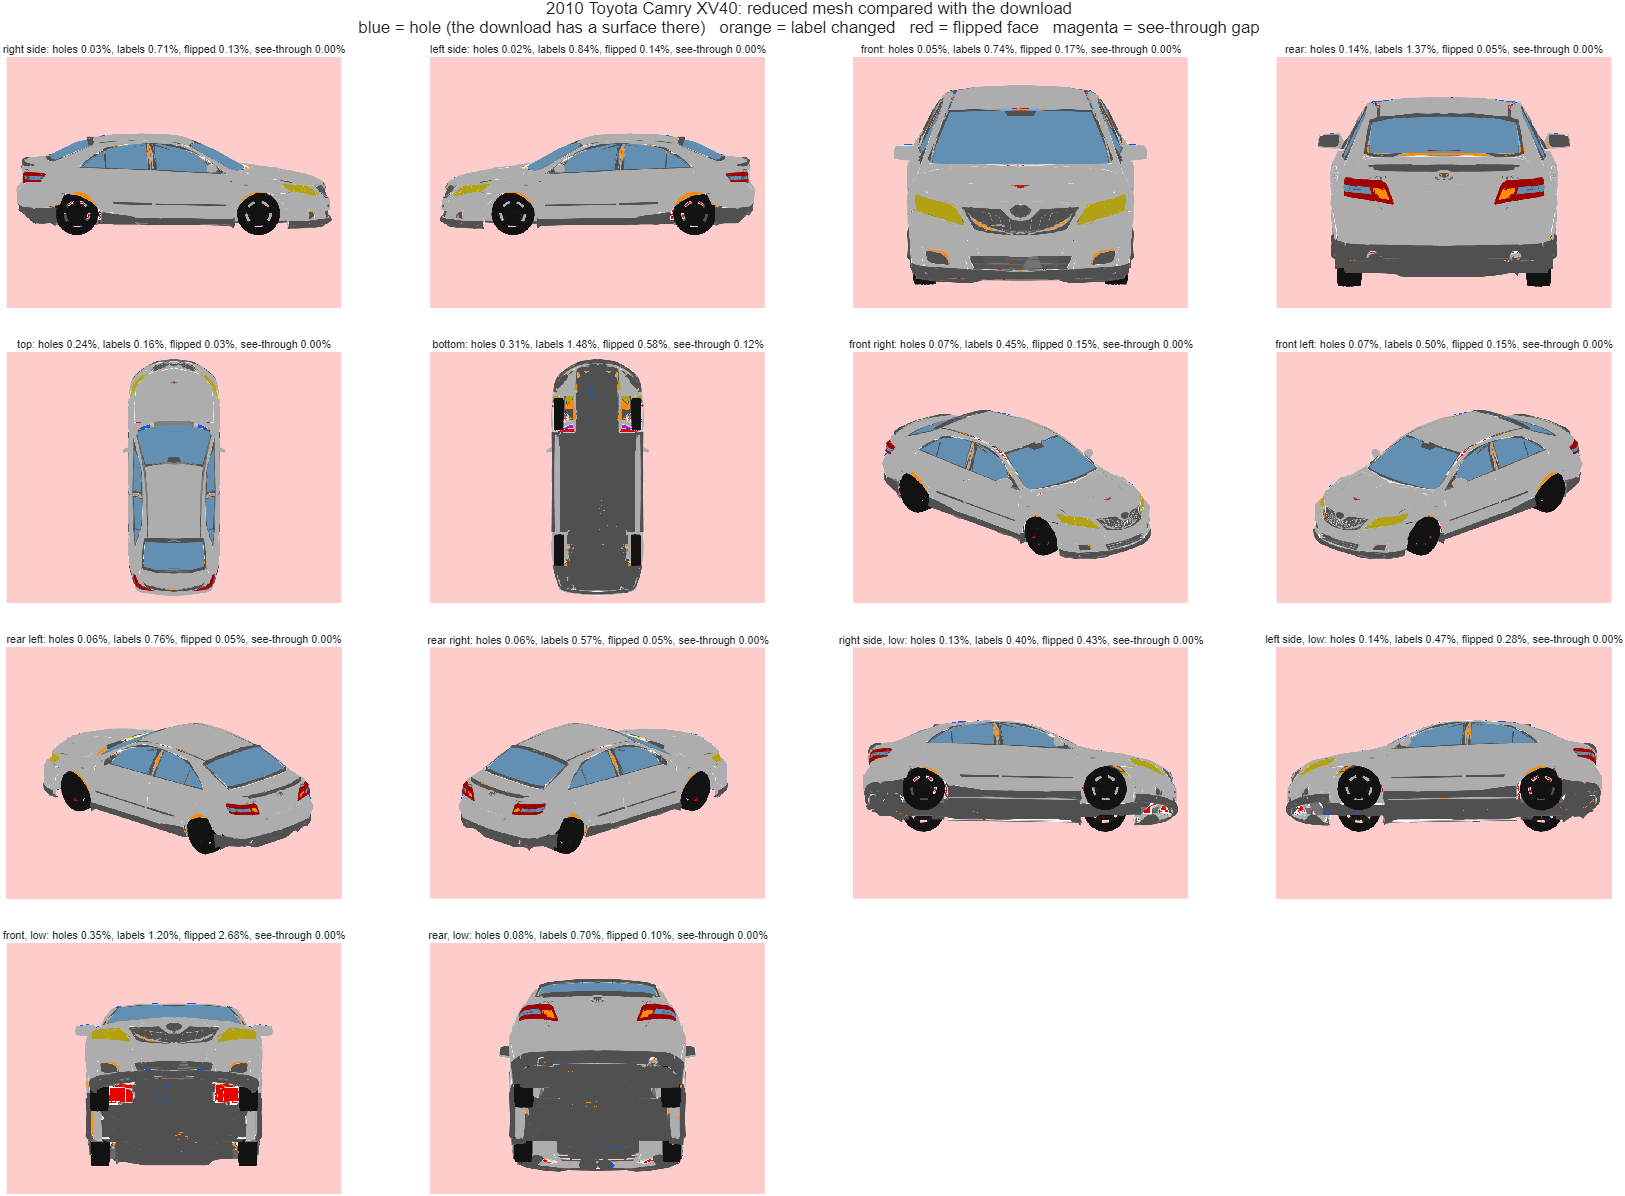 2010 Toyota Camry XV40: reduced mesh compared with the download
blue = hole (the download has a surface there)   orange = label changed   red = flipped face   magenta = see-through gap
right side: holes 0.03%, labels 0.71%, flipped 0.13%, see-through 0.00%
left side: holes 0.02%, labels 0.84%, flipped 0.14%, see-through 0.00%
front: holes 0.05%, labels 0.74%, flipped 0.17%, see-through 0.00%
rear: holes 0.14%, labels 1.37%, flipped 0.05%, see-through 0.00%
top: holes 0.24%, labels 0.16%, flipped 0.03%, see-through 0.00%
bottom: holes 0.31%, labels 1.48%, flipped 0.58%, see-through 0.12%
front right: holes 0.07%, labels 0.45%, flipped 0.15%, see-through 0.00%
front left: holes 0.07%, labels 0.50%, flipped 0.15%, see-through 0.00%
rear left: holes 0.06%, labels 0.76%, flipped 0.05%, see-through 0.00%
rear right: holes 0.06%, labels 0.57%, flipped 0.05%, see-through 0.00%
right side, low: holes 0.13%, labels 0.40%, flipped 0.43%, see-through 0.00%
left side, low: holes 0.14%, labels 0.47%, flipped 0.28%, see-through 0.00%
front, low: holes 0.35%, labels 1.20%, flipped 2.68%, see-through 0.00%
rear, low: holes 0.08%, labels 0.70%, flipped 0.10%, see-through 0.00%